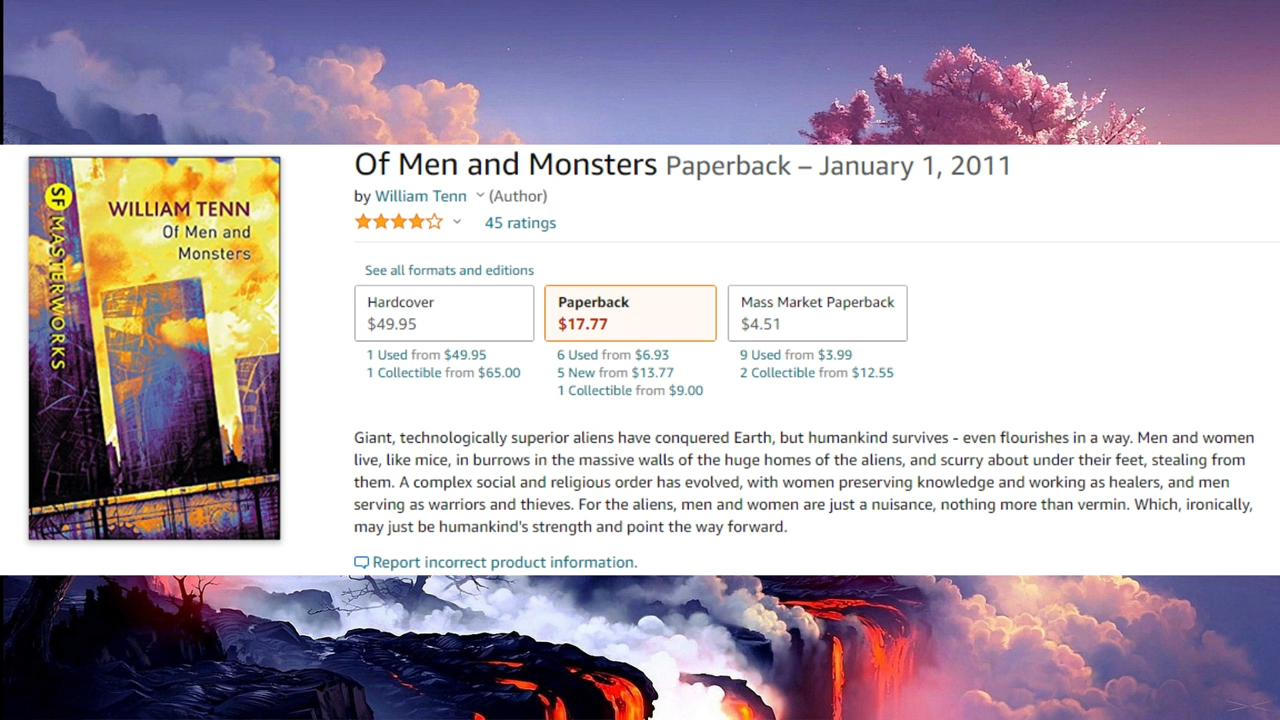 SF MASTERWORKS
WILLIAM TENN
Of Men and
Monsters
Of Men and Monsters Paperback – January 1, 2011
by William Tenn (Author)
45 ratings
See all formats and editions
Hardcover
$49.95
1 Used from $49.95
1 Collectible from $65.00
Paperback
$17.77
6 Used from $6.93
5 New from $13.77
1 Collectible from $9.00
Mass Market Paperback
$4.51
9 Used from $3.99
2 Collectible from $12.55
Giant, technologically superior aliens have conquered Earth, but humankind survives - even flourishes in a way. Men and women
live, like mice, in burrows in the massive walls of the huge homes of the aliens, and scurry about under their feet, stealing from
them. A complex social and religious order has evolved, with women preserving knowledge and working as healers, and men
serving as warriors and thieves. For the aliens, men and women are just a nuisance, nothing more than vermin. Which, ironically,
may just be humankind's strength and point the way forward.
Report incorrect product information.